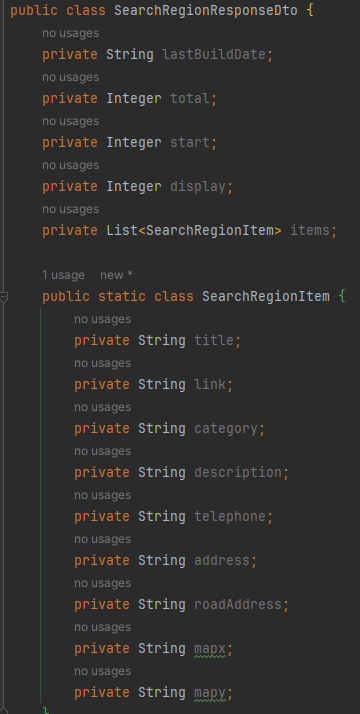 public class SearchRegionResponseDto {
no usages
private String lastBuildDate;
no usages
private Integer total;
no usages
private Integer start;
no usages
private Integer display;
no usages
private List<SearchRegionItem> items;
1 usage new *
public static class SearchRegionItem {
no usages
private String title;
no usages
private String link;
no usages
private String category;
no usages
private String description;
no usages
private String telephone;
no usages
private String address;
no usages
private String roadAddress;
no usages
private String mapx;
no usages
private String mapy;
}